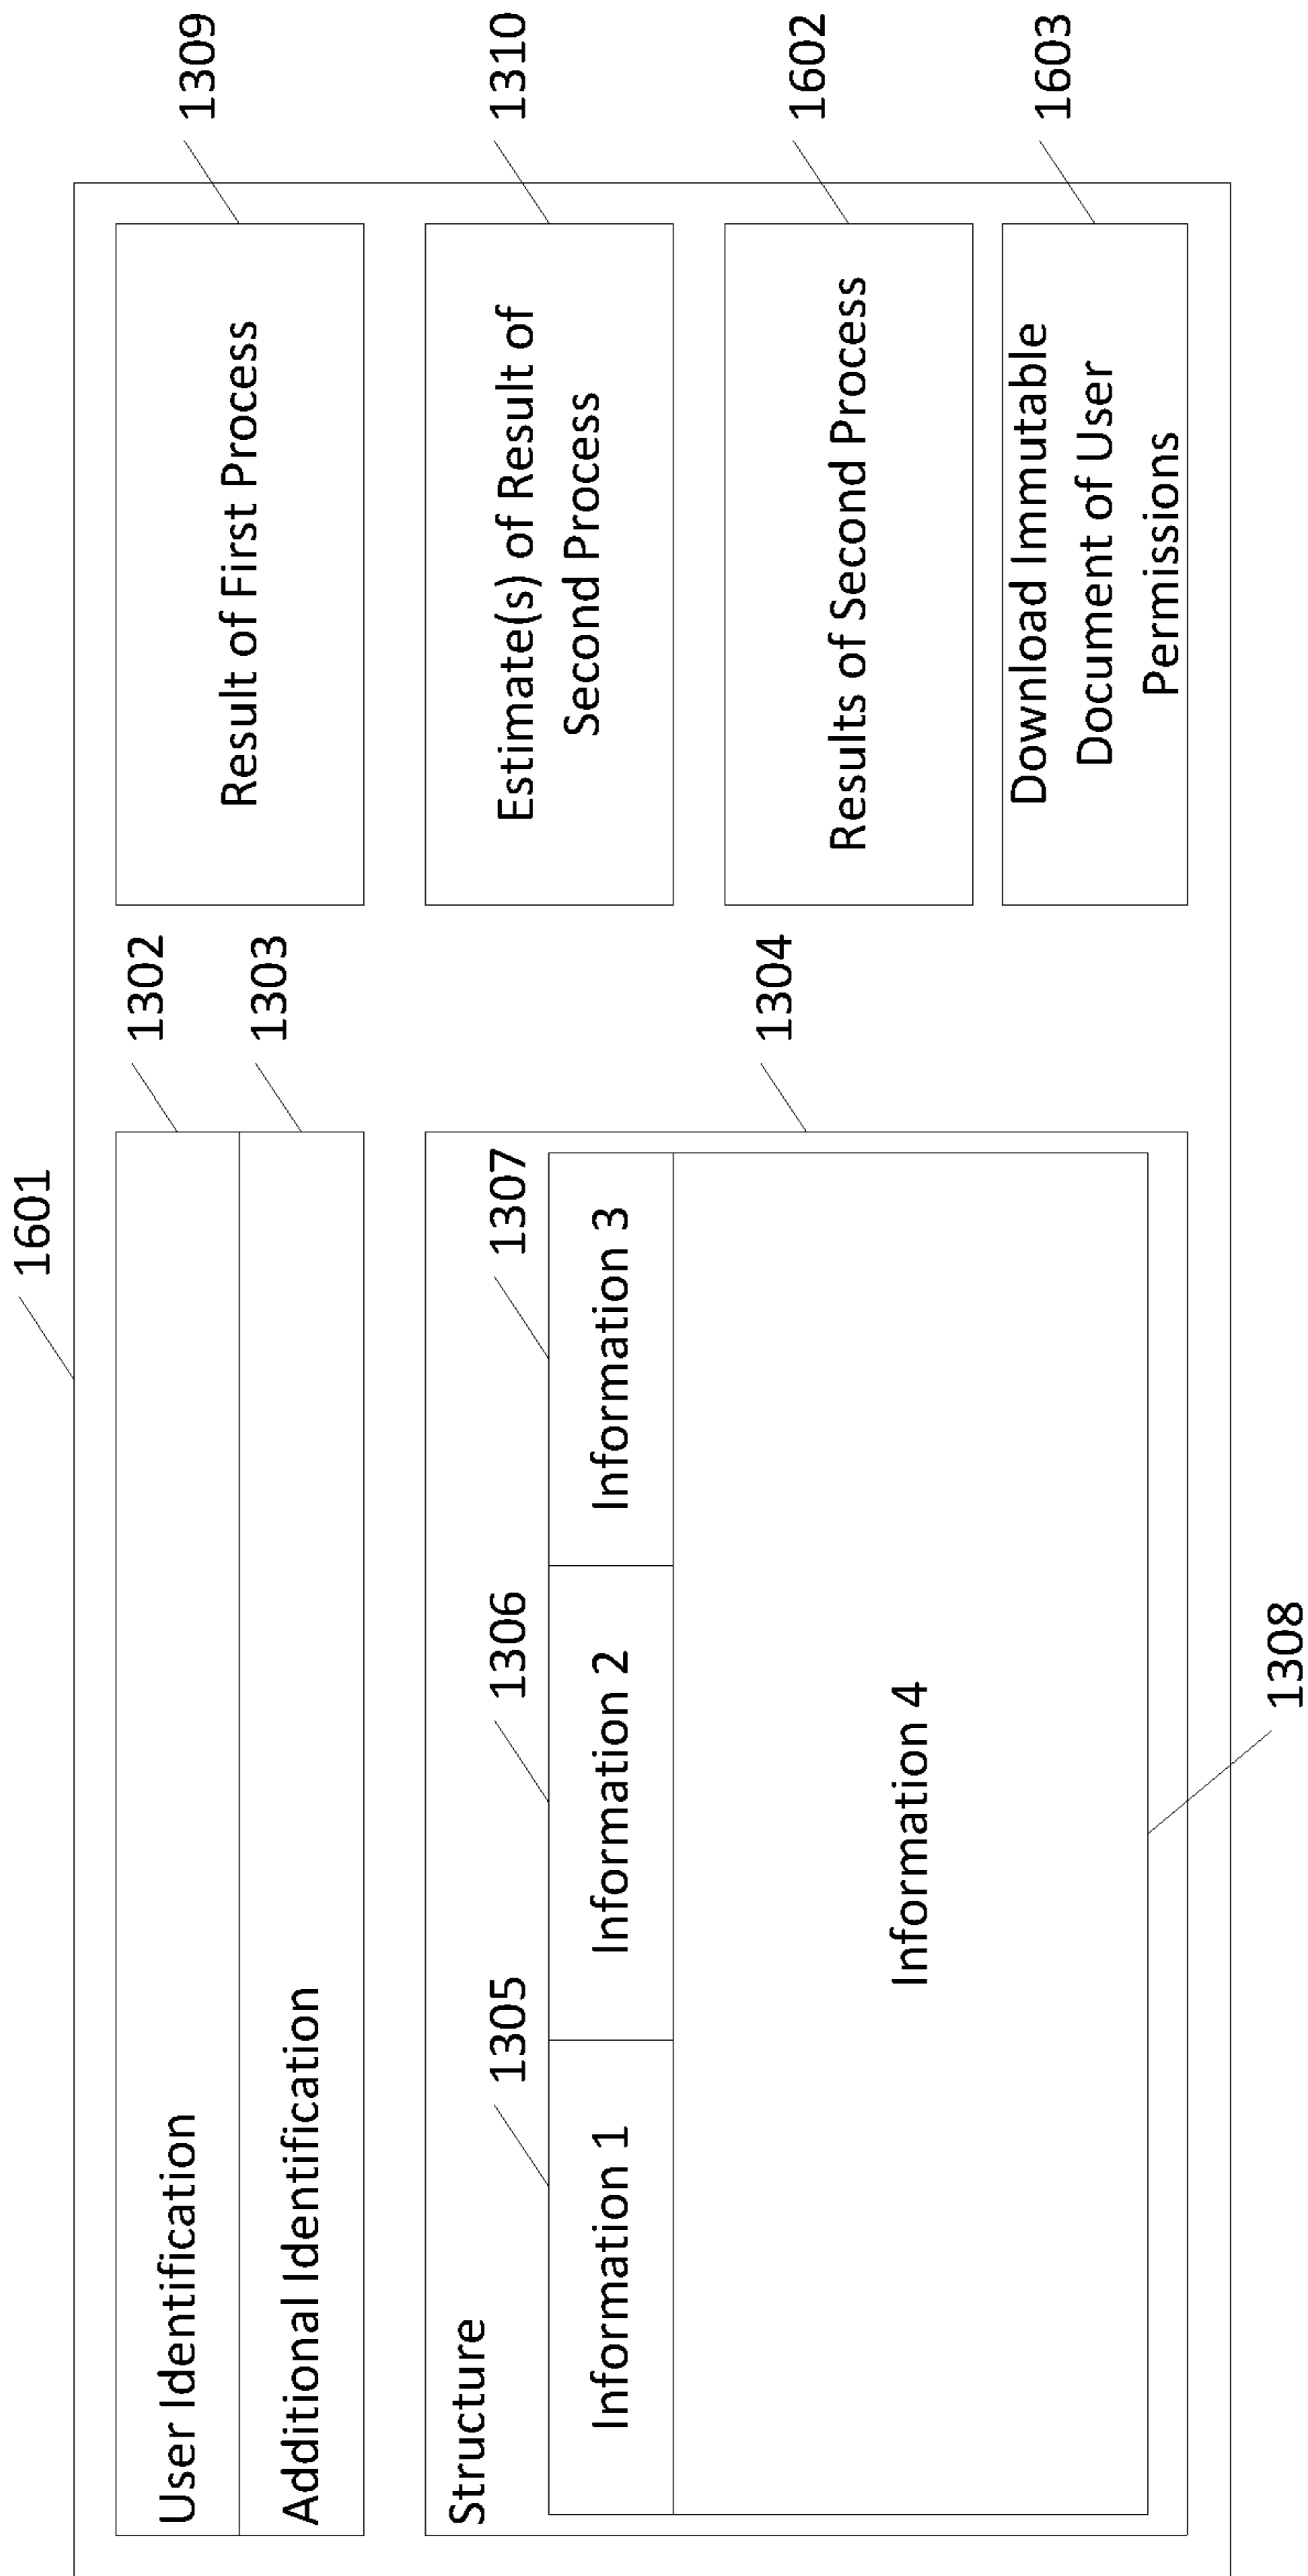 1601
User Identification
1302
Additional Identification
1303
Structure
1304
Information 1
1305
Information 2
1306
Information 3
1307
Information 4
1308
Result of First Process
1309
Estimate(s) of Result of
Second Process
1310
Results of Second Process
1602
Download Immutable
Document of User
Permissions
1603